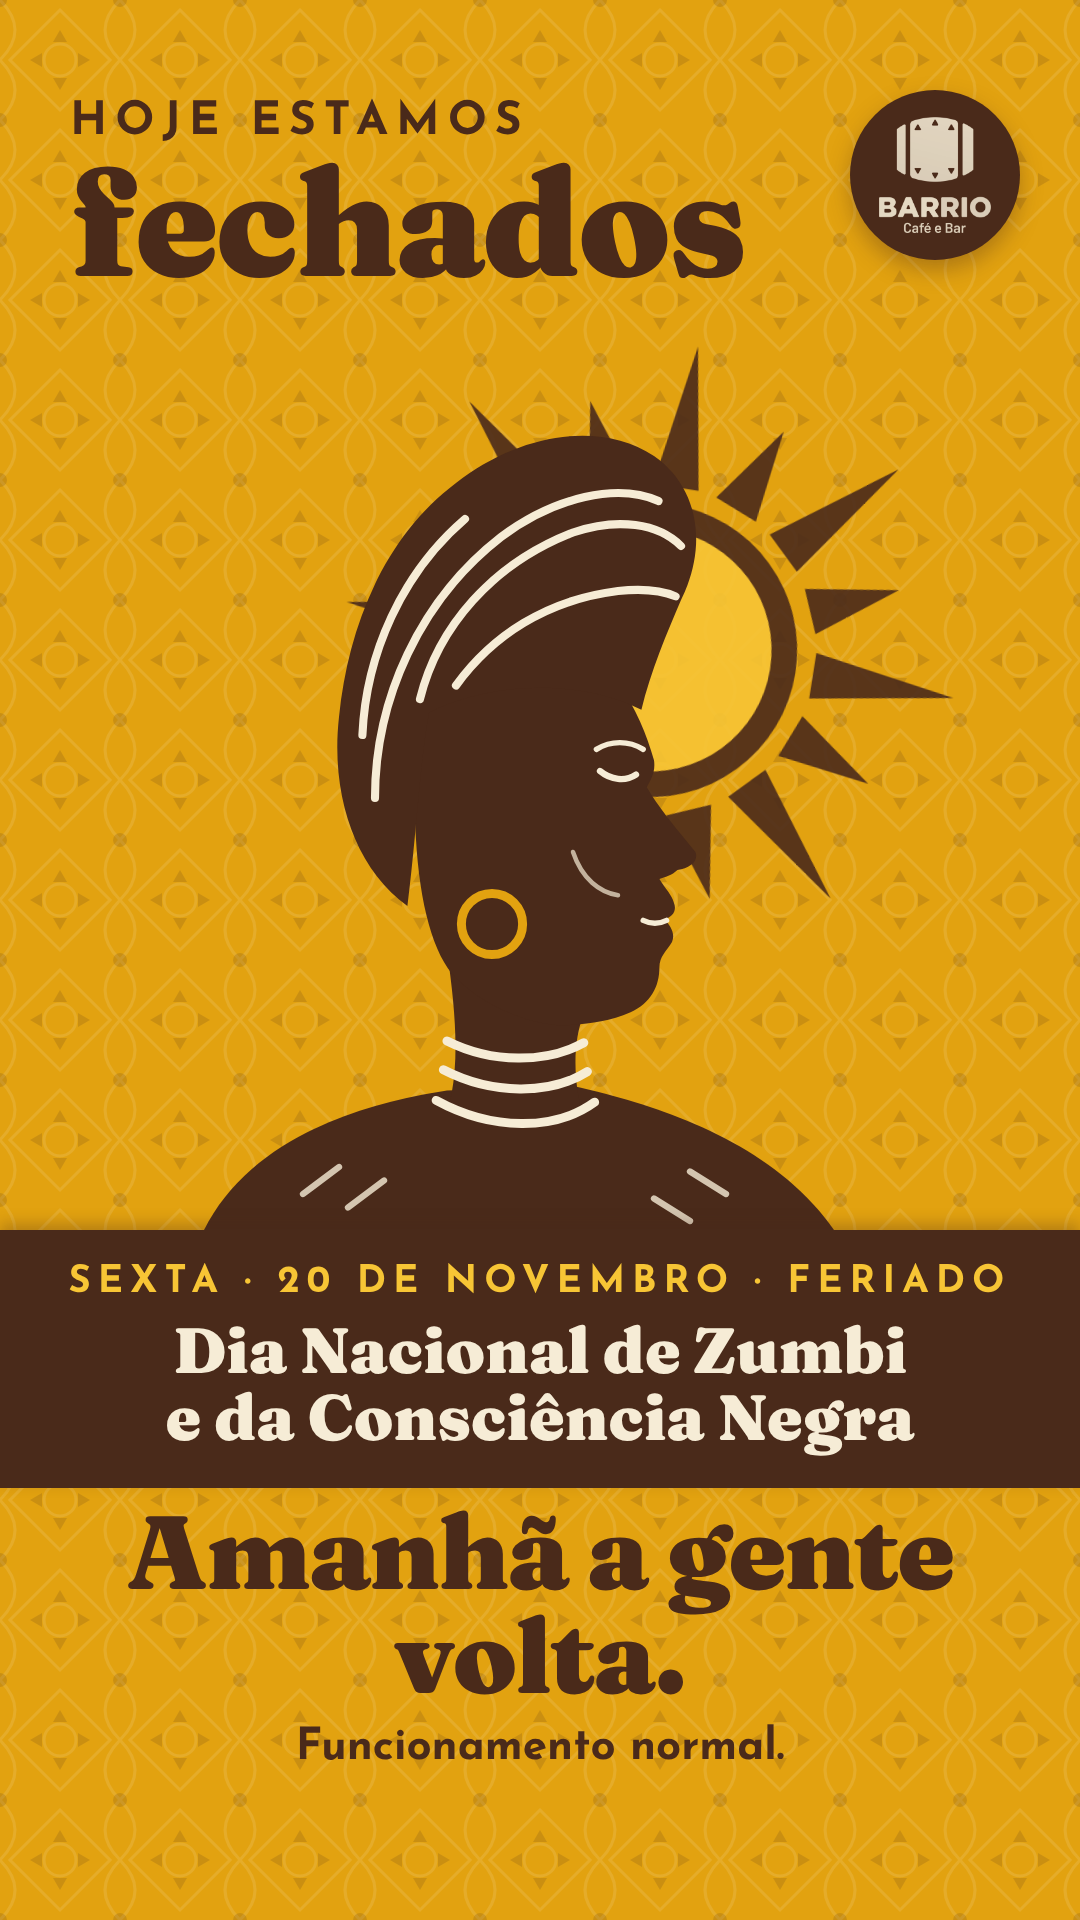 HOJE ESTAMOS
fechados
BARRIO
Café e Bar
SEXTA · 20 DE NOVEMBRO · FERIADO
Dia Nacional de Zumbi
e da Consciência Negra
Amanhã a gente
volta.
Funcionamento normal.